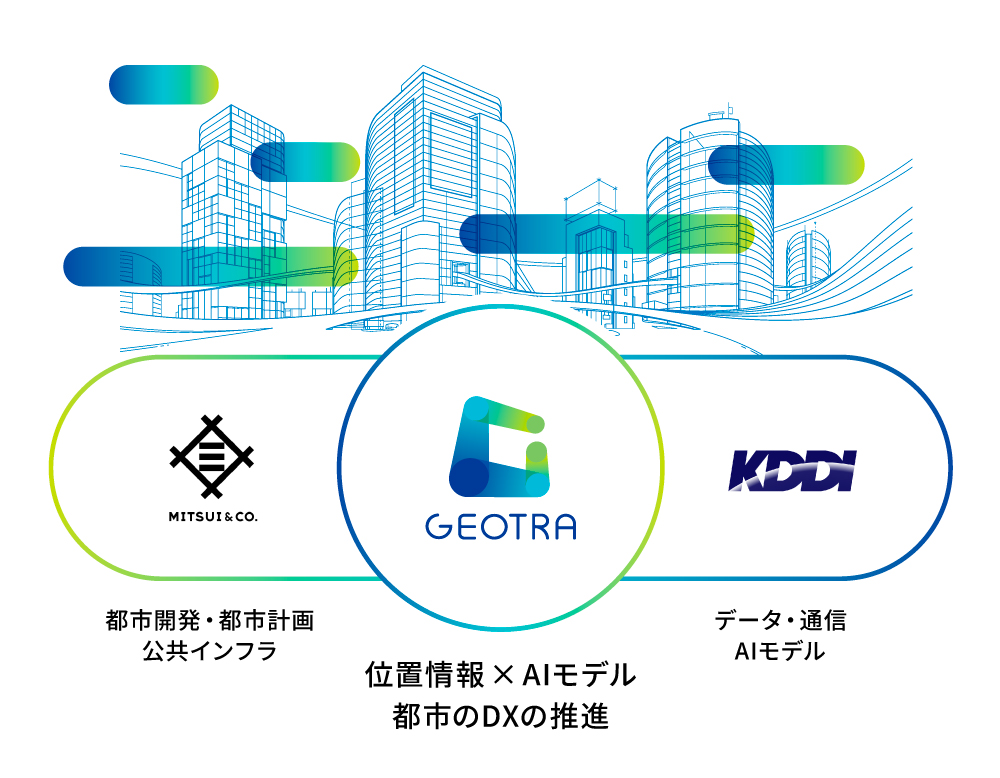 MITSUI & CO.
GEOTRA
KDDI
都市開発・都市計画
公共インフラ
データ・通信
AIモデル
位置情報 × AIモデル
都市のDXの推進